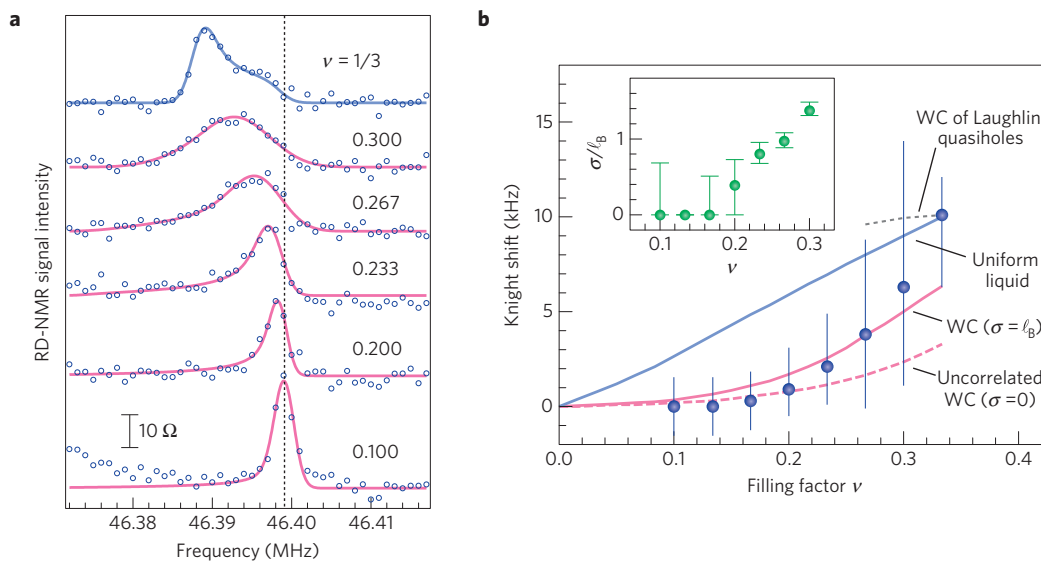 a
RD-NMR signal intensity
ν = 1/3
0.300
0.267
0.233
0.200
0.100
10 Ω
46.38
46.39
46.40
46.41
Frequency (MHz)
b
Knight shift (kHz)
15
10
5
0
0.0
0.1
0.2
0.3
0.4
Filling factor ν
σ/ℓB
1
0
0.1
0.2
0.3
ν
WC of Laughlin
quasiholes
Uniform
liquid
WC (σ = ℓB)
Uncorrelated
WC (σ =0)